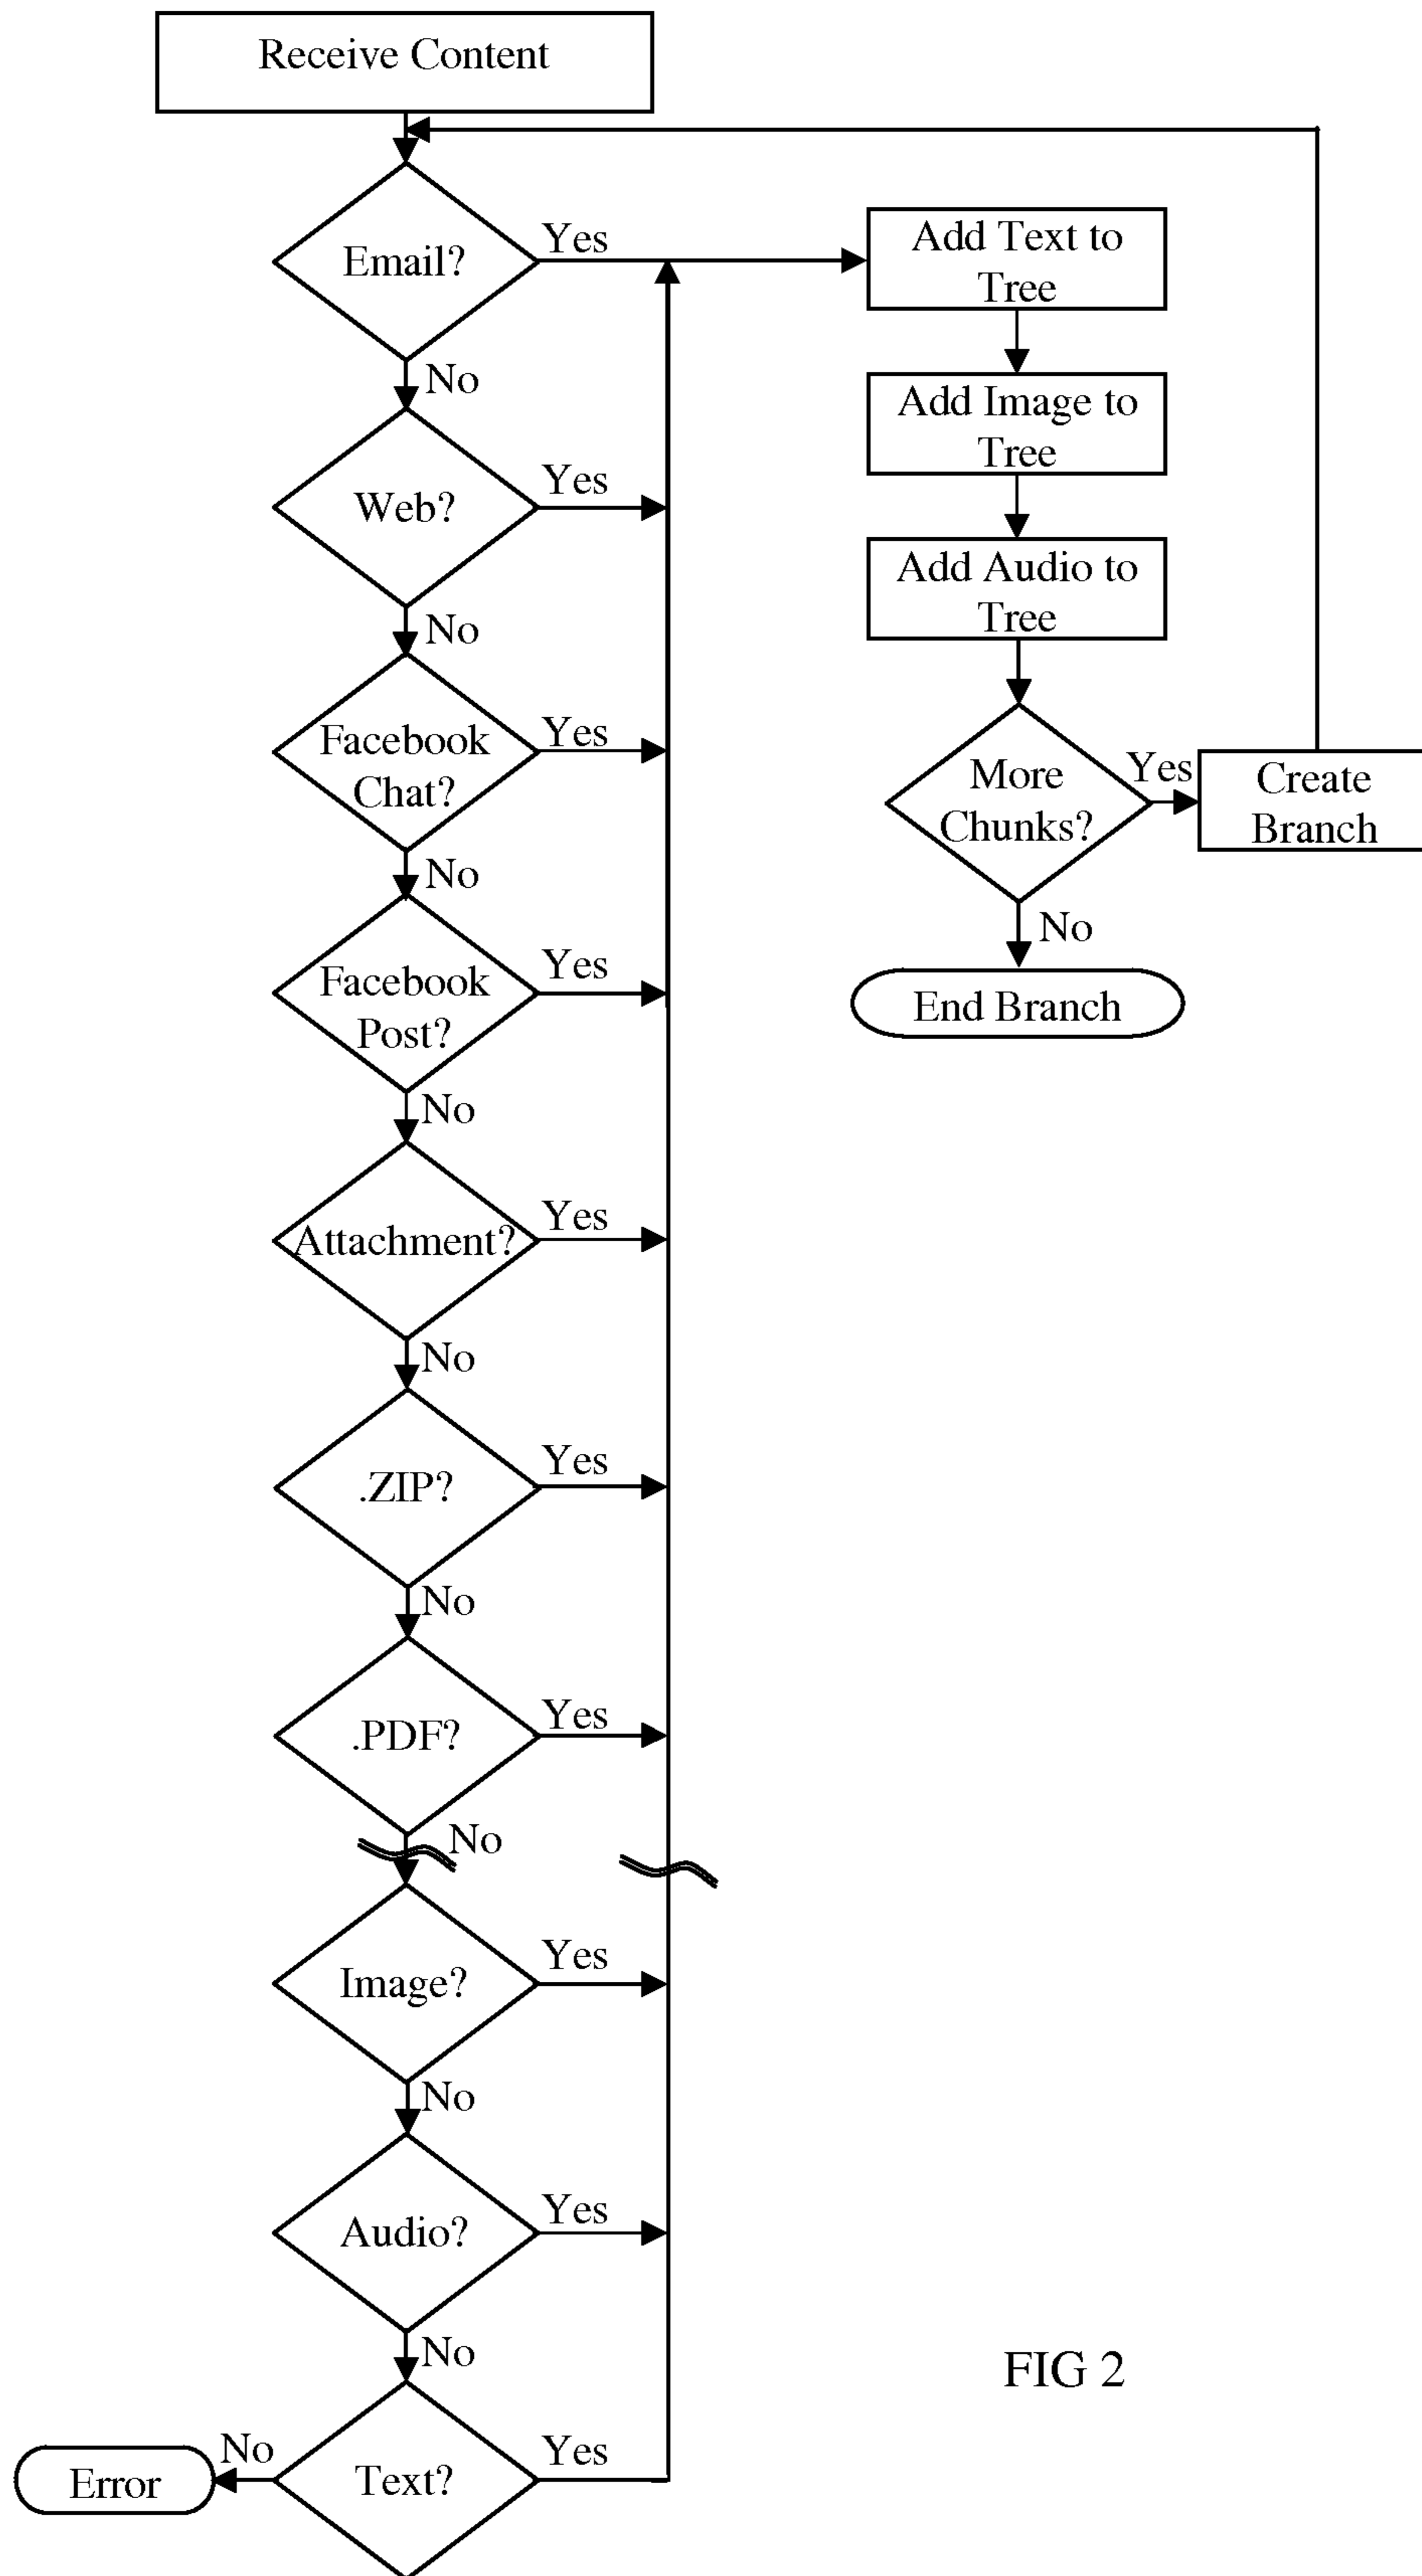 Receive Content
Email?
Yes
No
Web?
Yes
No
Facebook
Chat?
Yes
No
Facebook
Post?
Yes
No
Attachment?
Yes
No
.ZIP?
Yes
No
.PDF?
Yes
No
Image?
Yes
No
Audio?
Yes
No
Text?
Yes
No
Error
Add Text to
Tree
Add Image to
Tree
Add Audio to
Tree
More
Chunks?
Yes
Create
Branch
No
End Branch
FIG 2